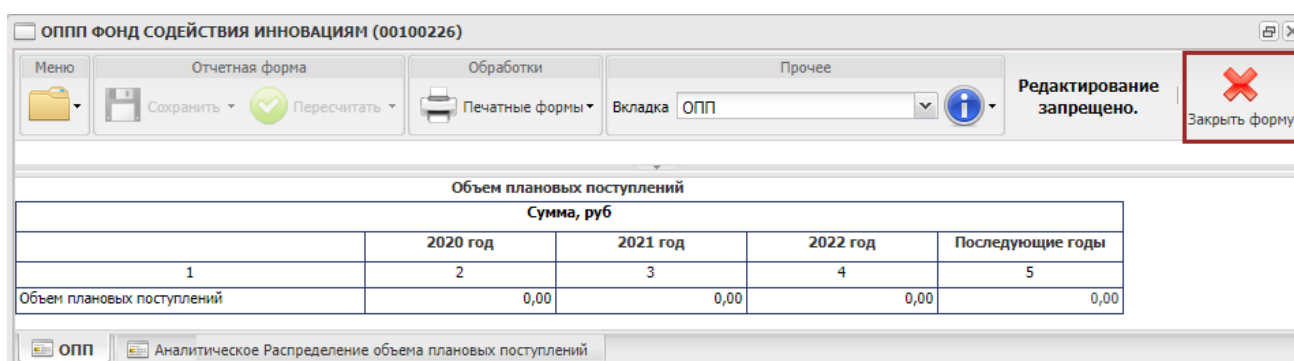 ОППП ФОНД СОДЕЙСТВИЯ ИННОВАЦИЯМ (00100226)
Меню Отчетная форма Обработки Прочее
Сохранить Пересчитать Печатные формы Вкладка ОПП Редактирование запрещено. Закрыть форму
Объем плановых поступлений
Сумма, руб
2020 год 2021 год 2022 год Последующие годы
1 2 3 4 5
Объем плановых поступлений 0,00 0,00 0,00 0,00
ОПП Аналитическое Распределение объема плановых поступлений